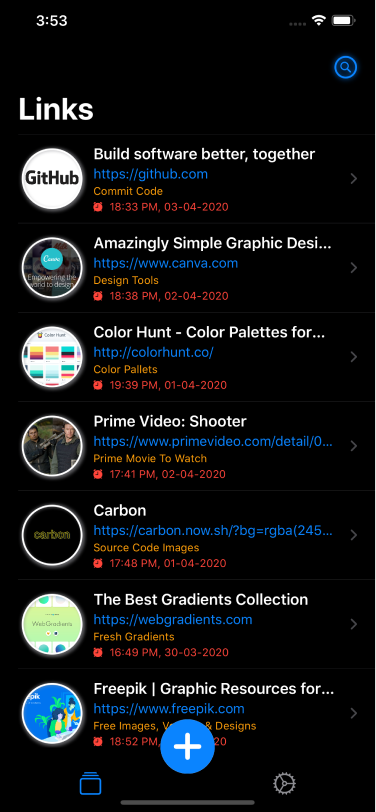 3:53
Links
GitHub
Build software better, together
https://github.com
Commit Code
18:33 PM, 03-04-2020
Canva
Empowering the
world to design
Amazingly Simple Graphic Desi...
https://www.canva.com
Design Tools
18:38 PM, 02-04-2020
Color Hunt
Color Hunt - Color Palettes for...
http://colorhunt.co/
Color Pallets
19:39 PM, 01-04-2020
Prime Video: Shooter
https://www.primevideo.com/detail/0...
Prime Movie To Watch
17:41 PM, 02-04-2020
carbon
Carbon
https://carbon.now.sh/?bg=rgba(245...
Source Code Images
17:48 PM, 01-04-2020
WebGradients
The Best Gradients Collection
https://webgradients.com
Fresh Gradients
16:49 PM, 30-03-2020
epik
Freepik | Graphic Resources for...
https://www.freepik.com
Free Images, & Designs
18:52 PM, 2020